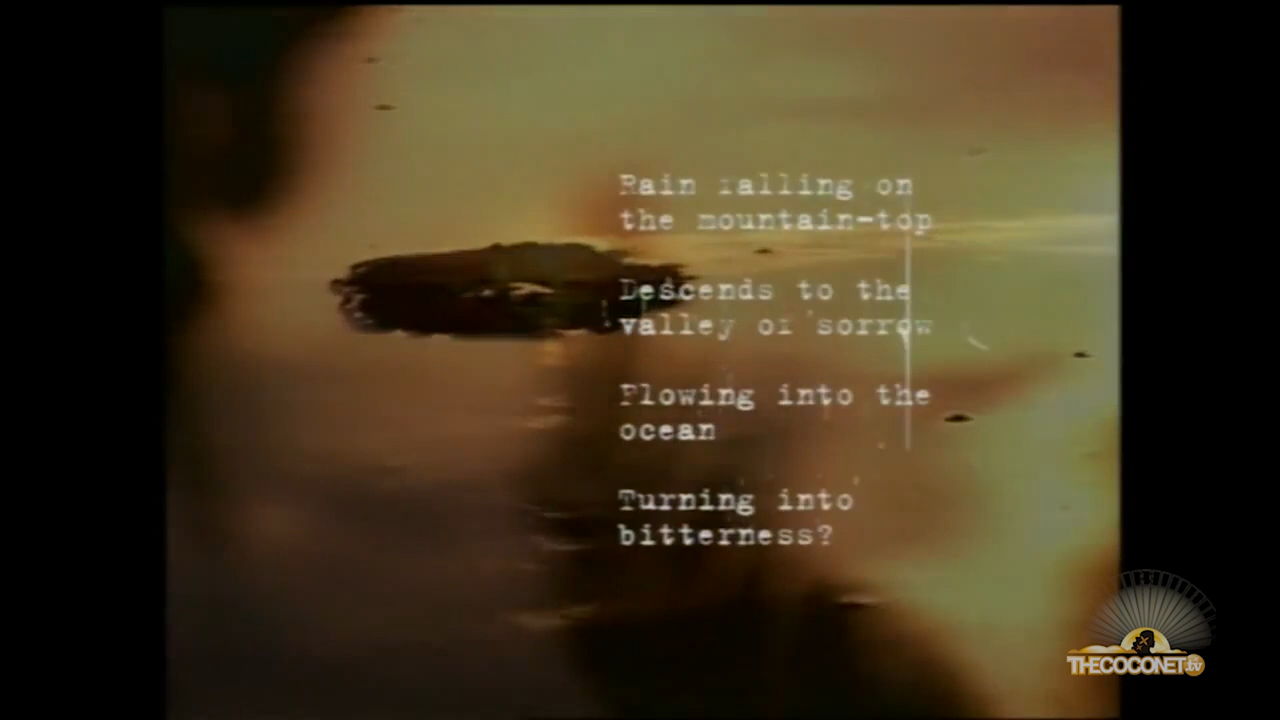 Rain falling on
the mountain-top
Descends to the
valley of sorrow
Flowing into the
ocean
Turning into
bitterness?
THECOCONET.tv